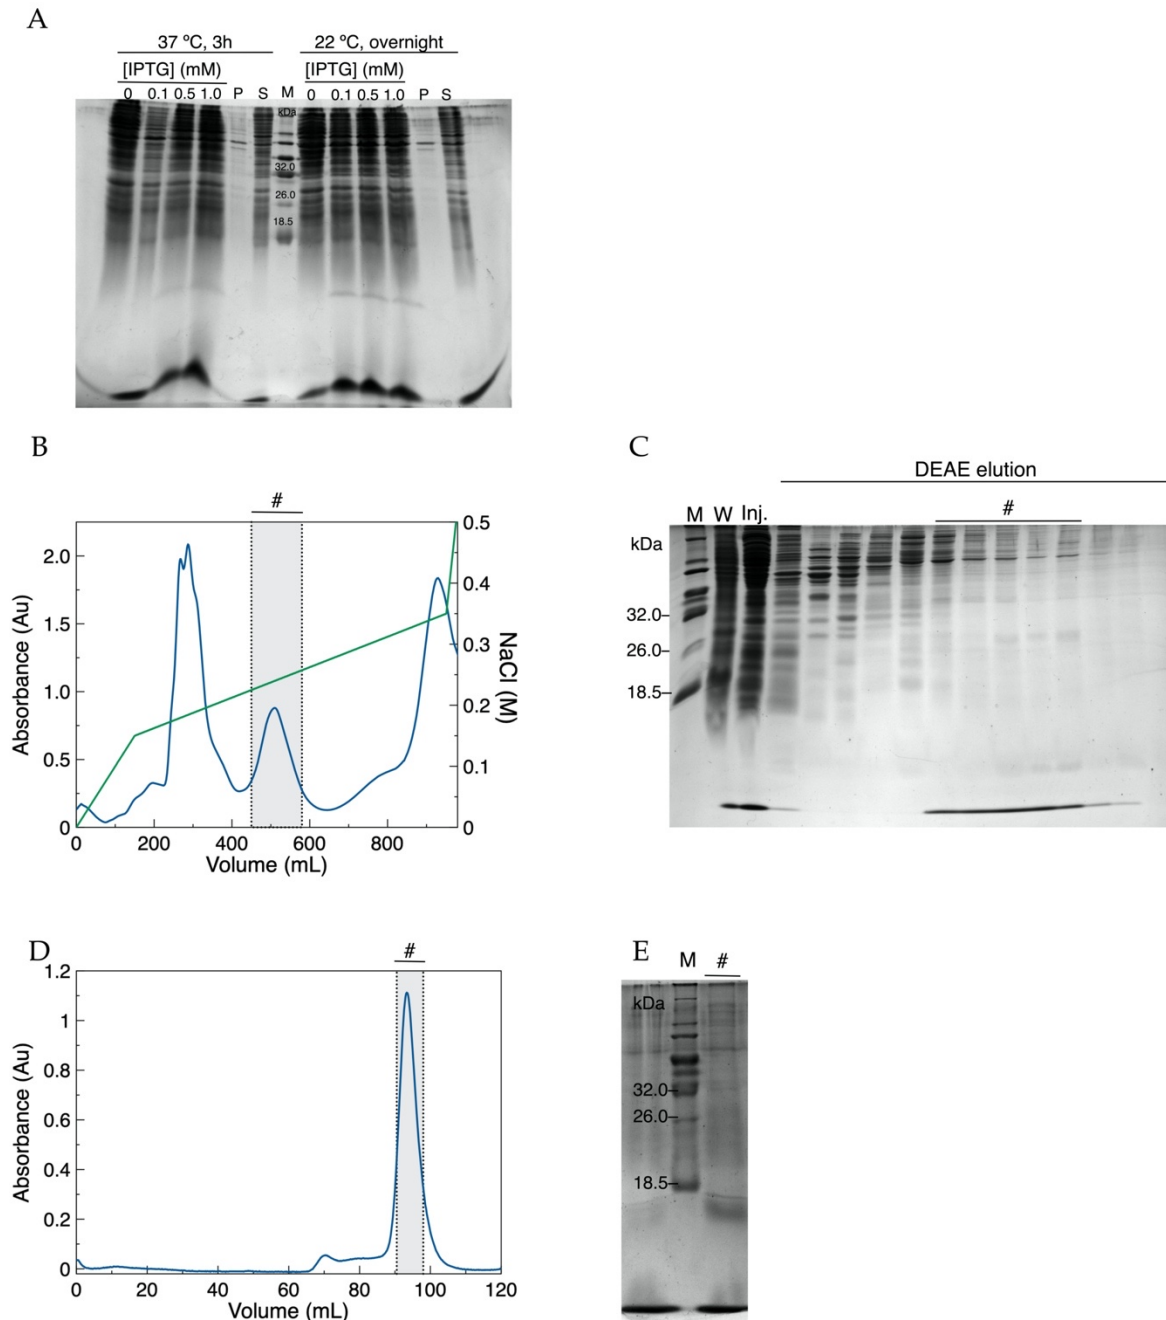 A
37 ºC, 3h
22 ºC, overnight
[IPTG] (mM)
[IPTG] (mM)
0 0.1 0.5 1.0 P S M 0 0.1 0.5 1.0 P S
kDa
32.0
26.0
18.5
B
#
Absorbance (Au)
2.0
1.5
1.0
0.5
0
0.5
0.4
0.3
0.2
0.1
0
NaCl (M)
0 200 400 600 800
Volume (mL)
C
DEAE elution
M W Inj.
#
kDa
32.0
26.0
18.5
D
#
Absorbance (Au)
1.2
1
0.8
0.6
0.4
0.2
0
0 20 40 60 80 100 120
Volume (mL)
E
M #
kDa
32.0
26.0
18.5